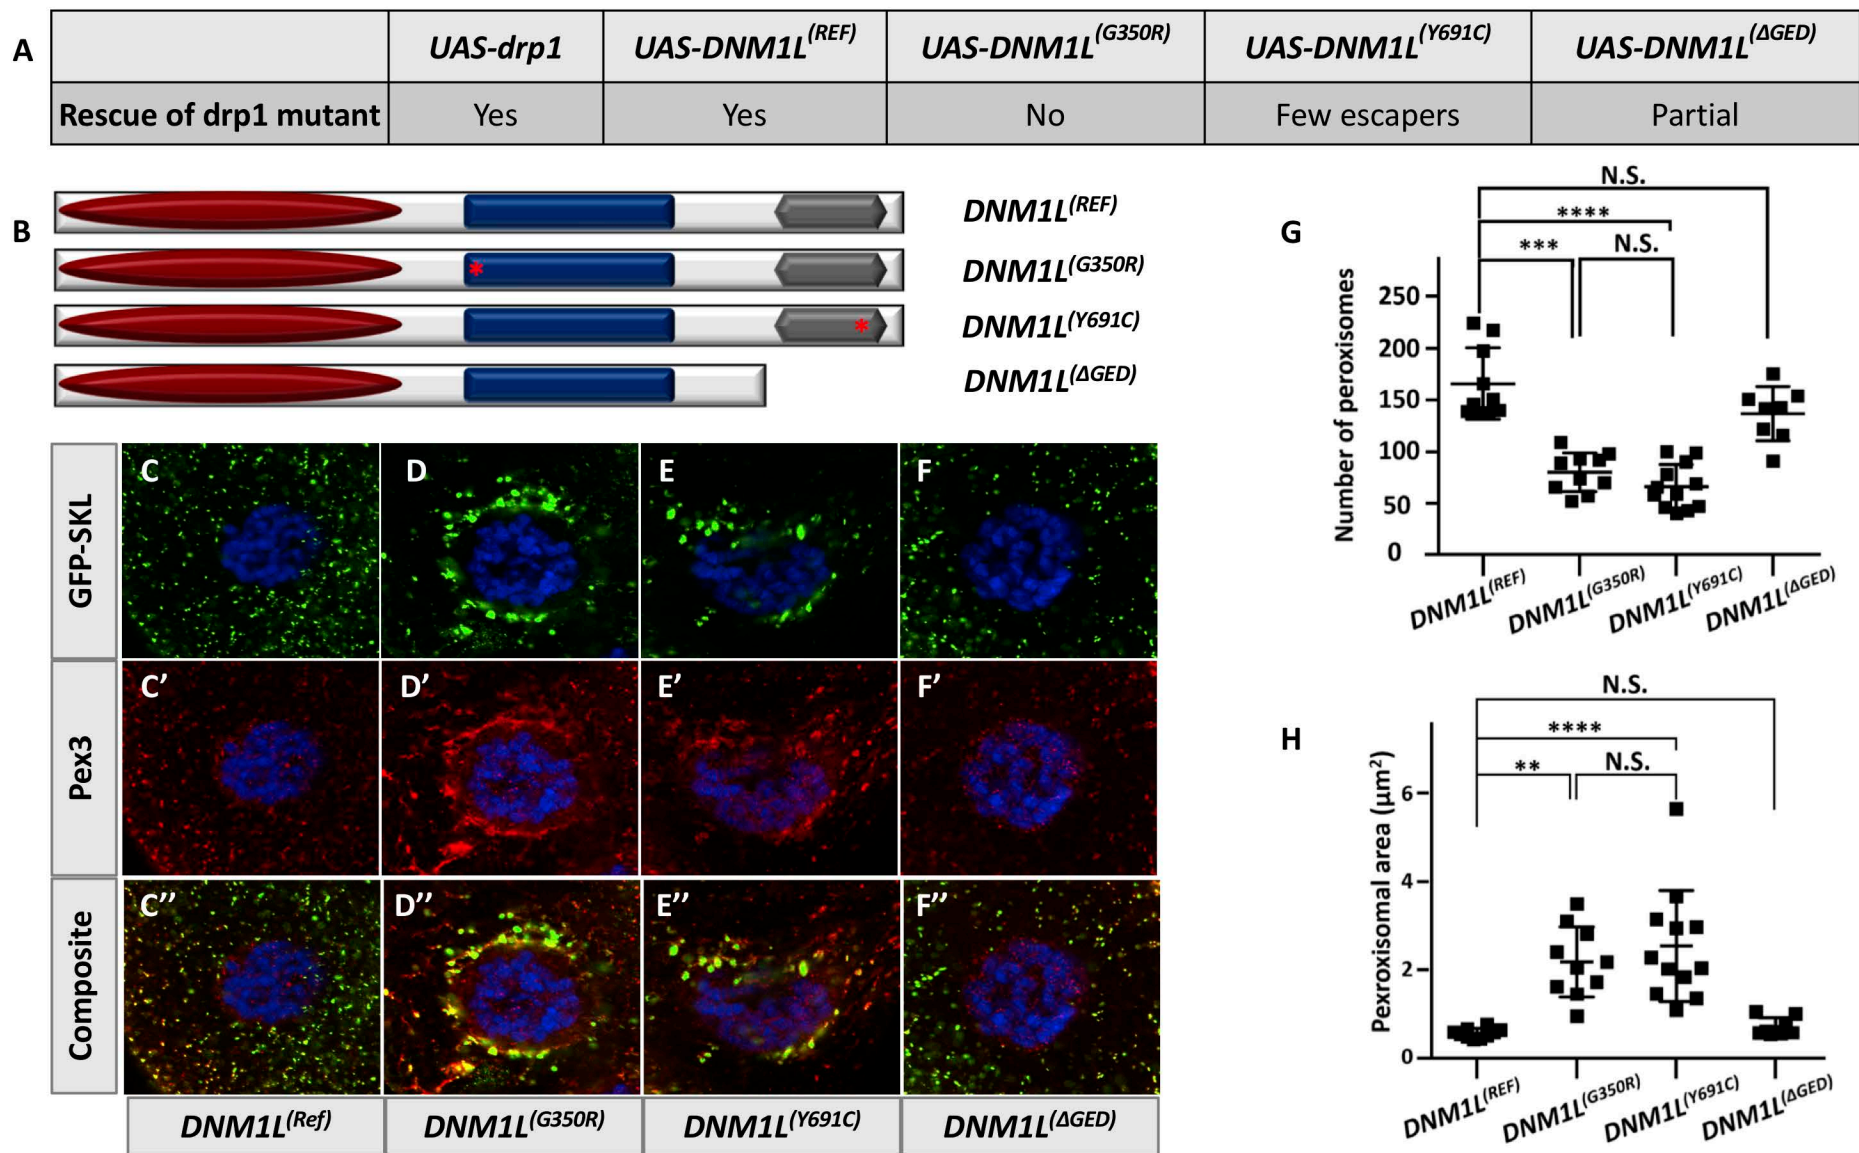 A
UAS-drp1 UAS-DNM1L(REF) UAS-DNM1L(G350R) UAS-DNM1L(Y691C) UAS-DNM1L(ΔGED)
Rescue of drp1 mutant Yes Yes No Few escapers Partial
B
DNM1L(REF)
DNM1L(G350R)
DNM1L(Y691C)
DNM1L(ΔGED)
GFP-SKL
C D E F
Pex3
C’ D’ E’ F’
Composite
C’’ D’’ E’’ F’’
DNM1L(Ref) DNM1L(G350R) DNM1L(Y691C) DNM1L(ΔGED)
G
N.S.
****
*** N.S.
Number of peroxisomes
250
200
150
100
50
0
DNM1L(REF) DNM1L(G350R) DNM1L(Y691C) DNM1L(ΔGED)
H
N.S.
****
** N.S.
Pexroxisomal area (μm²)
6
4
2
0
DNM1L(REF) DNM1L(G350R) DNM1L(Y691C) DNM1L(ΔGED)